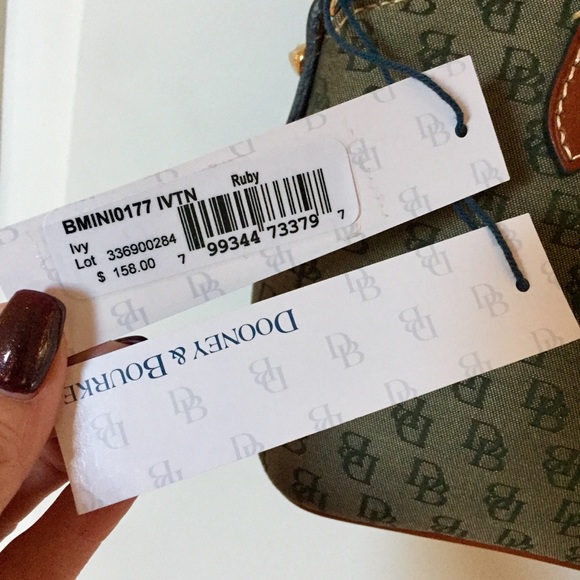 Ruby
BMINI0177 IVTN
Ivy
Lot 336900284
$ 158.00
7 99344 73379 7
DOONEY & BOURKE